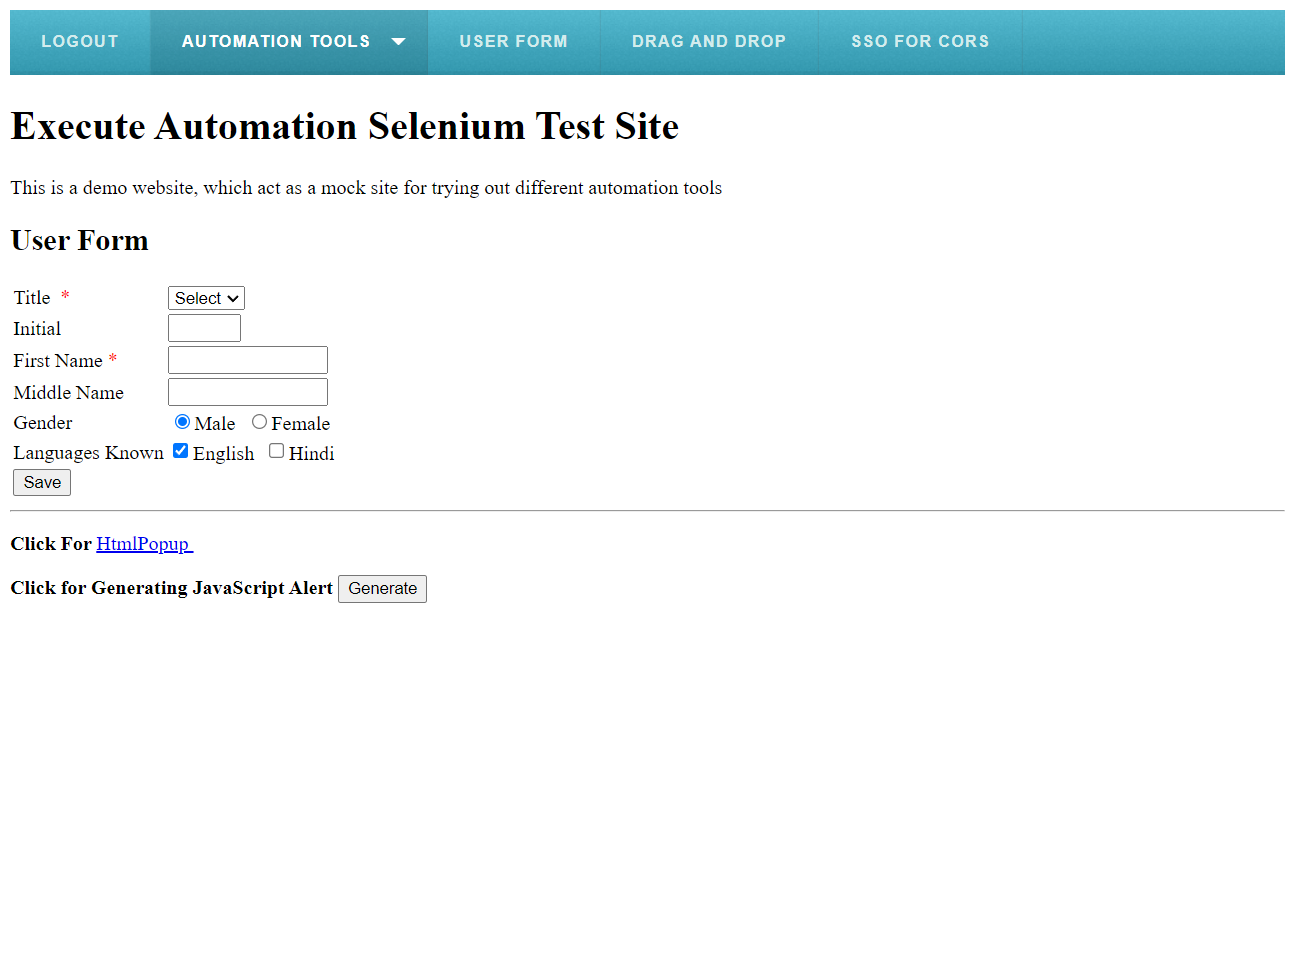 LOGOUT AUTOMATION TOOLS USER FORM DRAG AND DROP SSO FOR CORS
Execute Automation Selenium Test Site
This is a demo website, which act as a mock site for trying out different automation tools
User Form
Title * Select
Initial
First Name *
Middle Name
Gender Male Female
Languages Known English Hindi
Save
Click For HtmlPopup
Click for Generating JavaScript Alert Generate